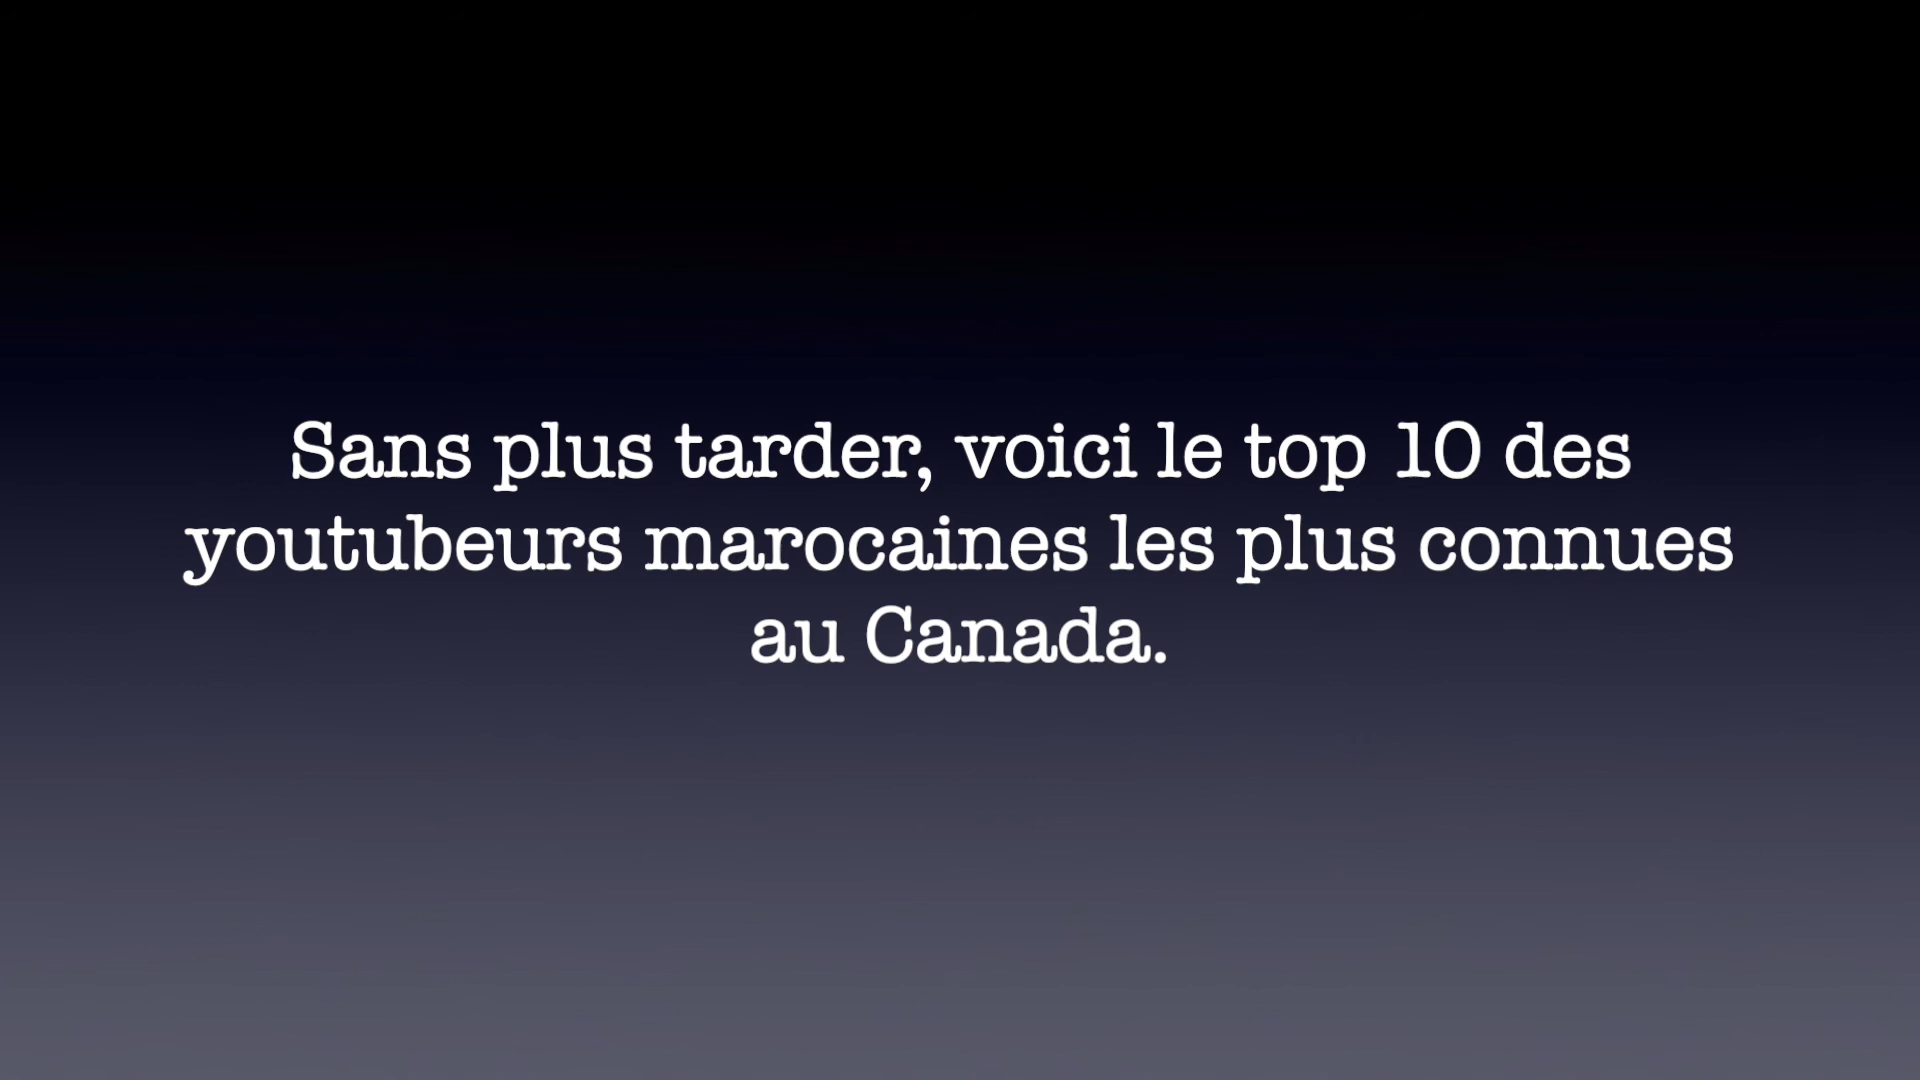 Sans plus tarder, voici le top 10 des
youtubeurs marocaines les plus connues
au Canada.